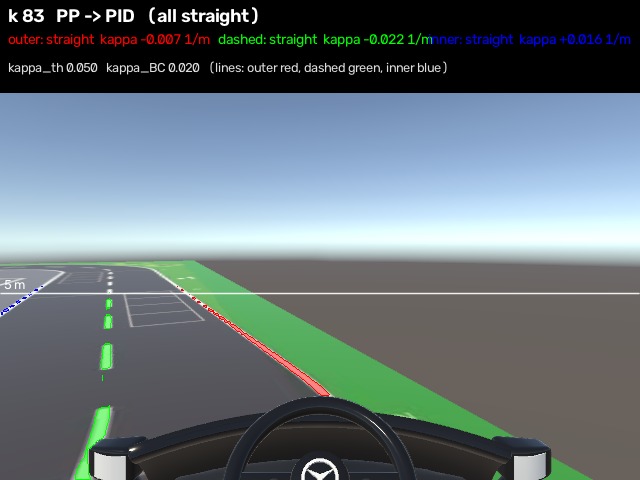 k 83 PP -> PID (all straight)
outer: straight kappa -0.007 1/m dashed: straight kappa -0.022 1/m inner: straight kappa +0.016 1/m
kappa_th 0.050 kappa_BC 0.020 (lines: outer red, dashed green, inner blue)
5 m